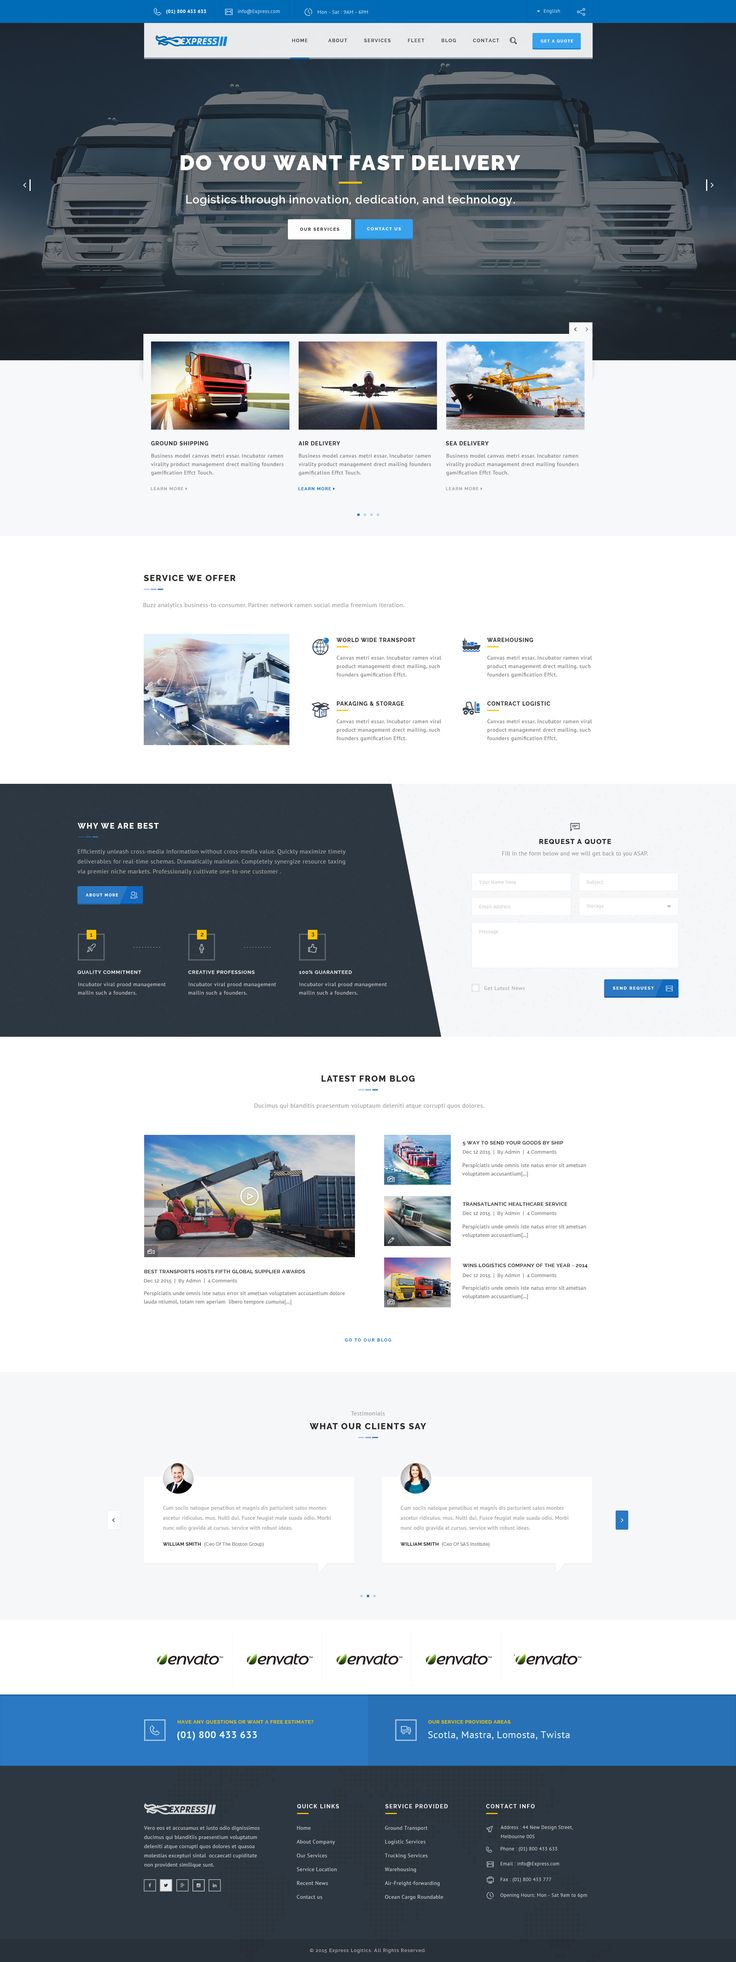 (01) 800 433 633
info@Express.com
Mon - Sat : 9AM - 6PM
English
EXPRESS
HOME
ABOUT
SERVICES
FLEET
BLOG
CONTACT
GET A QUOTE
DO YOU WANT FAST DELIVERY
Logistics through innovation, dedication, and technology.
OUR SERVICES
CONTACT US
GROUND SHIPPING
Business model canvas metri essar. Incubator ramen
virality product management drect mailing founders
gamification Effct Touch.
LEARN MORE
AIR DELIVERY
Business model canvas metri essar. Incubator ramen
virality product management drect mailing founders
gamification Effct Touch.
LEARN MORE
SEA DELIVERY
Business model canvas metri essar. Incubator ramen
virality product management drect mailing founders
gamification Effct Touch.
LEARN MORE
SERVICE WE OFFER
Buzz analytics business-to-consumer. Partner network ramen social media freemium iteration.
WORLD WIDE TRANSPORT
Canvas metri essar. Incubator ramen viral
product management drect mailing, such
founders gamification Effct.
WAREHOUSING
Canvas metri essar. Incubator ramen viral
product management drect mailing, such
founders gamification Effct.
PAKAGING & STORAGE
Canvas metri essar. Incubator ramen viral
product management drect mailing, such
founders gamification Effct.
CONTRACT LOGISTIC
Canvas metri essar. Incubator ramen viral
product management drect mailing, such
founders gamification Effct.
WHY WE ARE BEST
Efficiently unleash cross-media information without cross-media value. Quickly maximize timely
deliverables for real-time schemas. Dramatically maintain. Completely synergize resource taxing
via premier niche markets. Professionally cultivate one-to-one customer .
ABOUT MORE
1
QUALITY COMMITMENT
Incubator viral prood management
mailin such a founders.
2
CREATIVE PROFESSIONS
Incubator viral prood management
mailin such a founders.
3
100% GUARANTEED
Incubator viral prood management
mailin such a founders.
REQUEST A QUOTE
Fill in the form below and we will get back to you ASAP.
Your Name Here
Subject
Email Address
Storage
Message
Get Latest News
SEND REQUEST
LATEST FROM BLOG
Ducimus qui blanditiis praesentum voluptaum deleniti atque corrupti quos dolores.
BEST TRANSPORTS HOSTS FIFTH GLOBAL SUPPLIER AWARDS
Dec 12 2015 | By Admin | 4 Comments
Perspiciatis unde omnis iste natus error sit ametsan voluptatem accusantium dolore
lauda ntiumol, totam rem aperiam libero tempore cumuna[...]
5 WAY TO SEND YOUR GOODS BY SHIP
Dec 12 2015 | By Admin | 4 Comments
Perspiciatis unde omnis iste natus error sit ametsan
voluptatem accusantium[...]
TRANSATLANTIC HEALTHCARE SERVICE
Dec 12 2015 | By Admin | 4 Comments
Perspiciatis unde omnis iste natus error sit ametsan
voluptatem accusantium[...]
WINS LOGISTICS COMPANY OF THE YEAR - 2014
Dec 12 2015 | By Admin | 4 Comments
Perspiciatis unde omnis iste natus error sit ametsan
voluptatem accusantium[...]
GO TO OUR BLOG
Testimonials
WHAT OUR CLIENTS SAY
Cum sociis natoque penatibus et magnis dis parturient salos montes
ascetur ridiculus, mus. Nulti dui. Fusce feugiat male suada odio. Morbi
nunc odio gravida at cursus. service with robust ideas.
WILLIAM SMITH (Ceo Of The Boston Group)
Cum sociis natoque penatibus et magnis dis parturient salos montes
ascetur ridiculus, mus. Nulti dui. Fusce feugiat male suada odio. Morbi
nunc odio gravida at cursus. service with robust ideas.
WILLIAM SMITH (Ceo Of SAS Institute)
envato
envato
envato
envato
envato
HAVE ANY QUESTIONS OR WANT A FREE ESTIMATE?
(01) 800 433 633
OUR SERVICE PROVIDED AREAS
Scotla, Mastra, Lomosta, Twista
EXPRESS
Vero eos et accusamus et iusto odio dignissimos
ducimus qui blanditiis praesentium voluptatum
deleniti atque corrupti quos dolores et quasoa
molestias excepturi sintal occaecati cupiditate
non provident similique sunt.
QUICK LINKS
Home
About Company
Our Services
Service Location
Recent News
Contact us
SERVICE PROVIDED
Ground Transport
Logistic Services
Trucking Services
Warehousing
Air-Freight-forwarding
Ocean Cargo Roundable
CONTACT INFO
Address : 44 New Design Street,
Melbourne 005
Phone : (01) 800 433 633
Email : info@Express.com
Fax : (01) 800 433 777
Opening Hours: Mon - Sat 9am to 6pm
© 2015 Express Logitics. All Rights Reserved